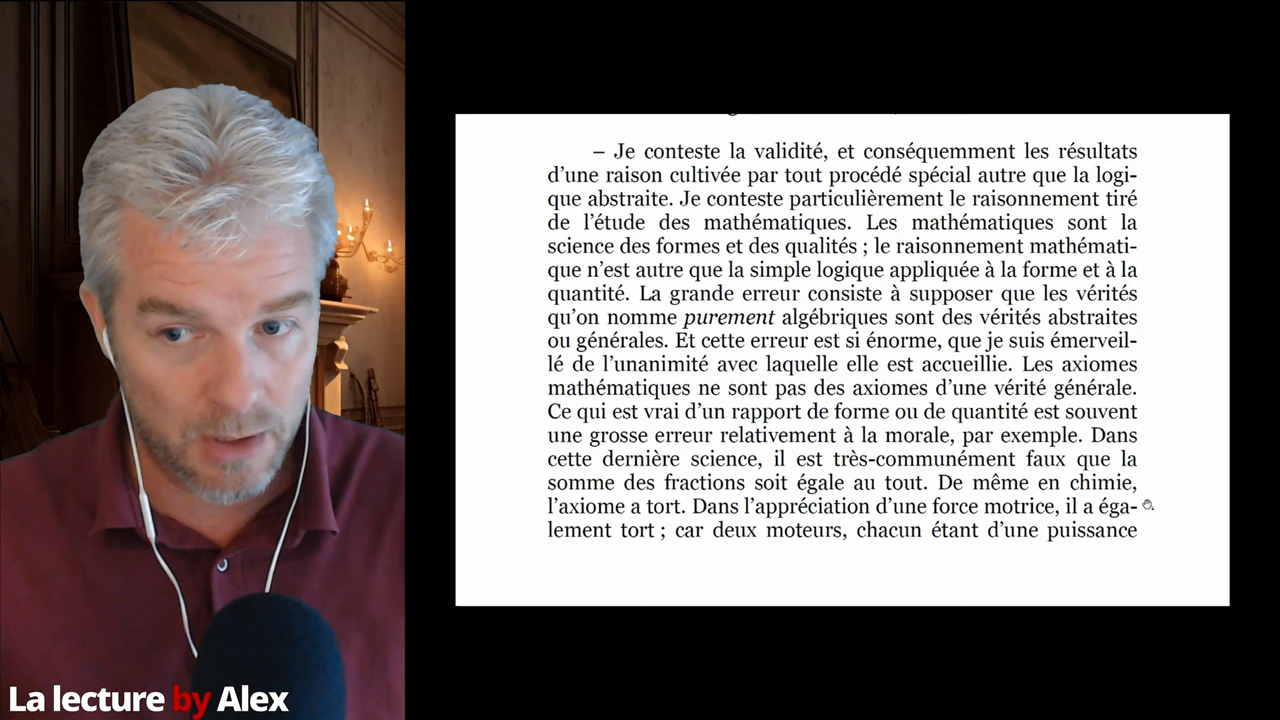 – Je conteste la validité, et conséquemment les résultats
d'une raison cultivée par tout procédé spécial autre que la logi-
que abstraite. Je conteste particulièrement le raisonnement tiré
de l'étude des mathématiques. Les mathématiques sont la
science des formes et des qualités ; le raisonnement mathémati-
que n'est autre que la simple logique appliquée à la forme et à la
quantité. La grande erreur consiste à supposer que les vérités
qu'on nomme purement algébriques sont des vérités abstraites
ou générales. Et cette erreur est si énorme, que je suis émerveil-
lé de l'unanimité avec laquelle elle est accueillie. Les axiomes
mathématiques ne sont pas des axiomes d'une vérité générale.
Ce qui est vrai d'un rapport de forme ou de quantité est souvent
une grosse erreur relativement à la morale, par exemple. Dans
cette dernière science, il est très-communément faux que la
somme des fractions soit égale au tout. De même en chimie,
l'axiome a tort. Dans l'appréciation d'une force motrice, il a éga-
lement tort ; car deux moteurs, chacun étant d'une puissance
La lecture by Alex